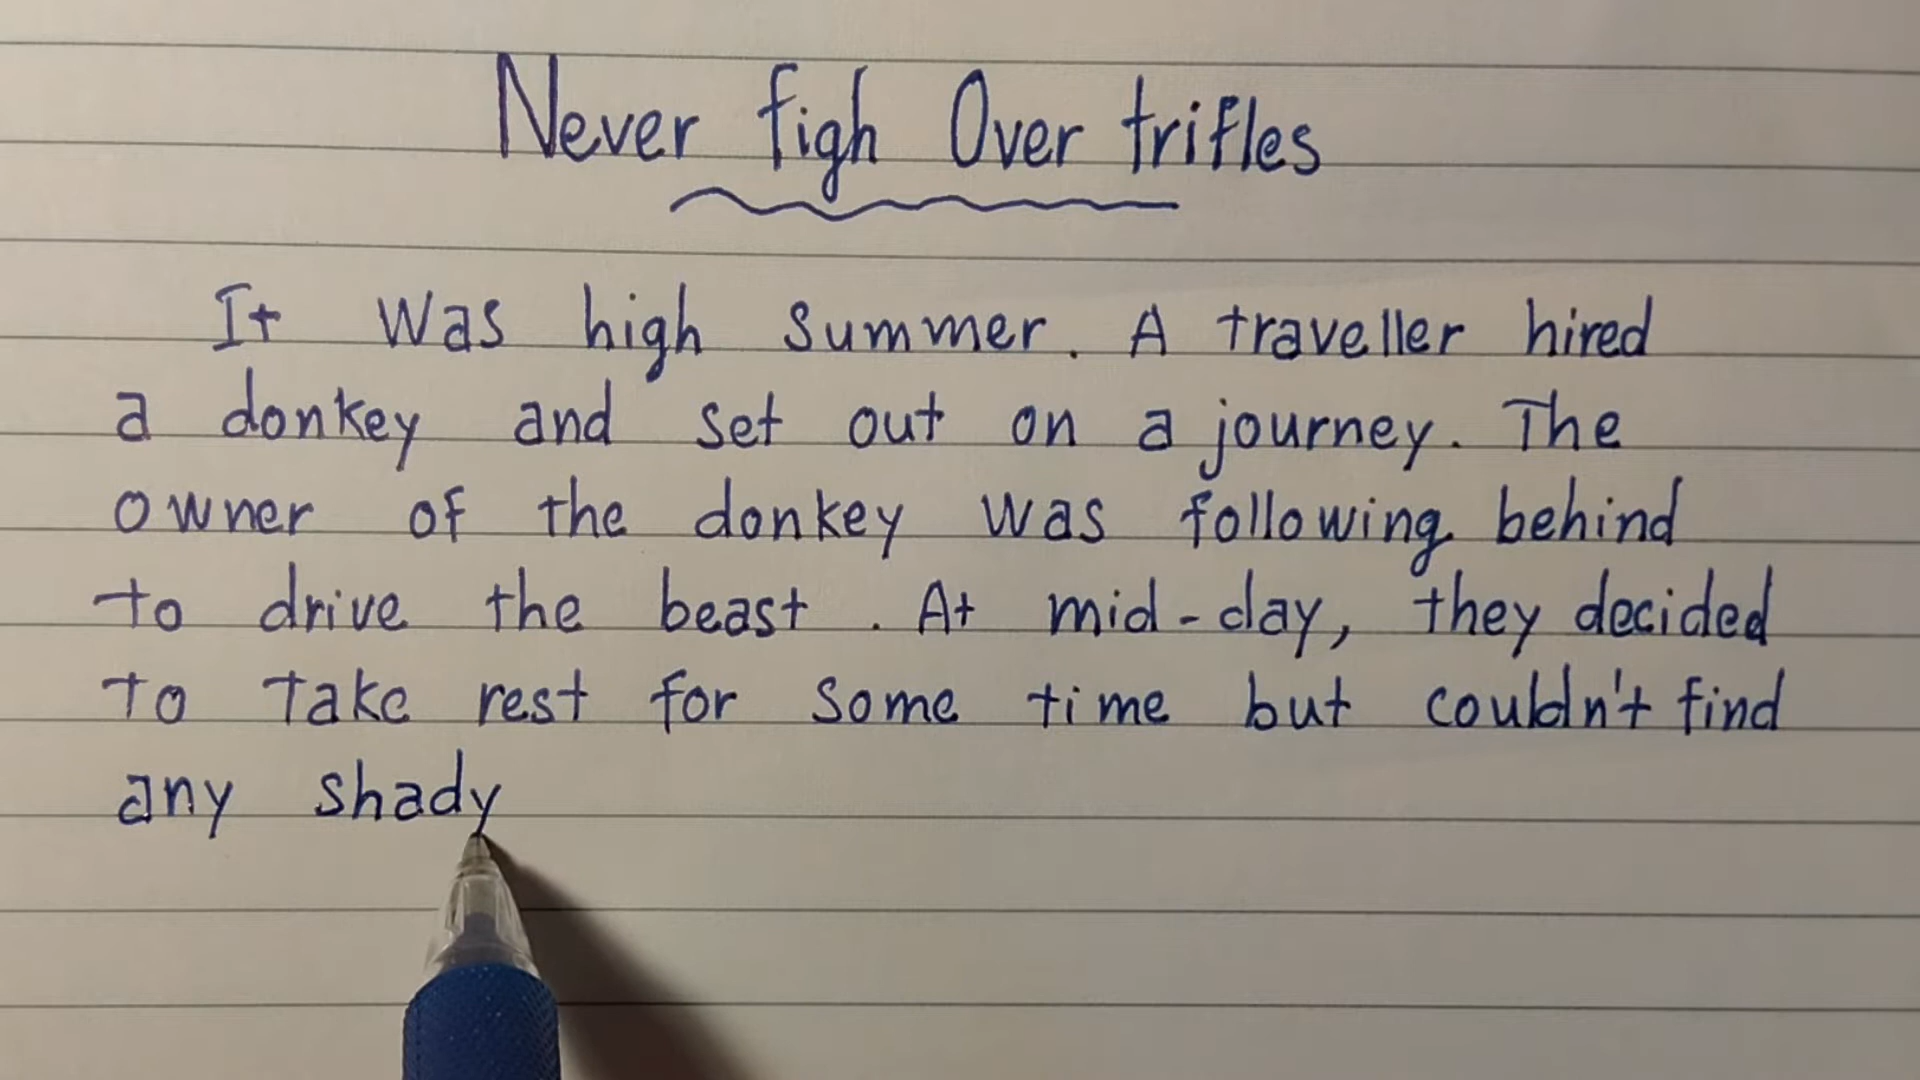 Never figh Over trifles
It was high summer. A traveller hired
a donkey and set out on a journey. The
owner of the donkey was following behind
to drive the beast. At mid-day, they decided
to take rest for some time but couldn't find
any shady